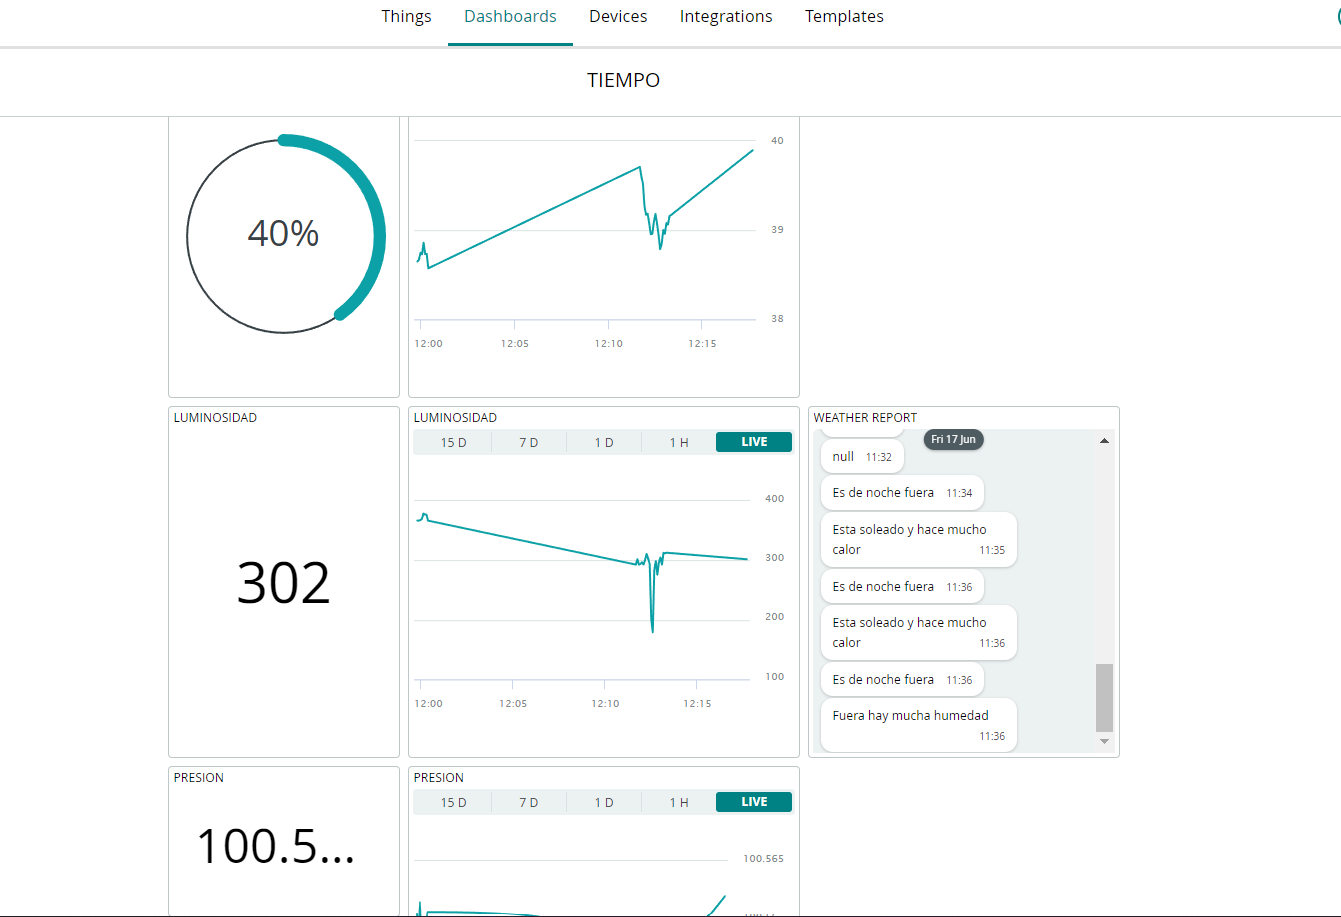 Things Dashboards Devices Integrations Templates
TIEMPO
40%
40
39
38
12:00 12:05 12:10 12:15
LUMINOSIDAD
302
LUMINOSIDAD
15 D 7 D 1 D 1 H LIVE
400
300
200
100
12:00 12:05 12:10 12:15
WEATHER REPORT
Fri 17 Jun
null 11:32
Es de noche fuera 11:34
Esta soleado y hace mucho
calor 11:35
Es de noche fuera 11:36
Esta soleado y hace mucho
calor 11:36
Es de noche fuera 11:36
Fuera hay mucha humedad
11:36
PRESION
100.5...
PRESION
15 D 7 D 1 D 1 H LIVE
100.565